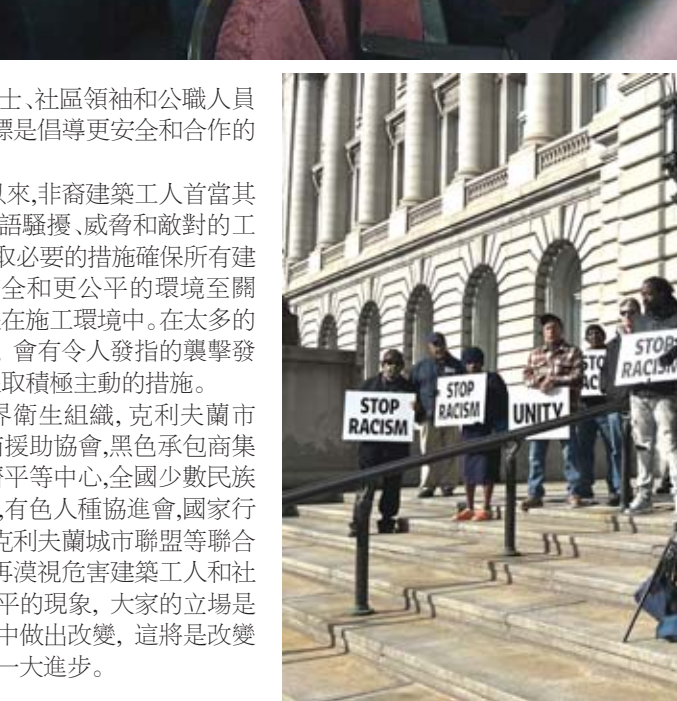 士、社區領袖和公職人員
標是倡導更安全和合作的
以來,非裔建築工人首當其
語騷擾、威脅和敵對的工
取必要的措施確保所有建
全和更公平的環境至關
在施工環境中。在太多的
會有令人發指的襲擊發
取積極主動的措施。
界衛生組織, 克利夫蘭市
援助協會,黑色承包商集
平等中心,全國少數民族
,有色人種協進會,國家行
克利夫蘭城市聯盟等聯合
再漠視危害建築工人和社
平的現象, 大家的立場是
中做出改變, 這將是改變
一大進步。
STOP
RACISM
STOP
RACISM
UNITY
STOP
RACISM